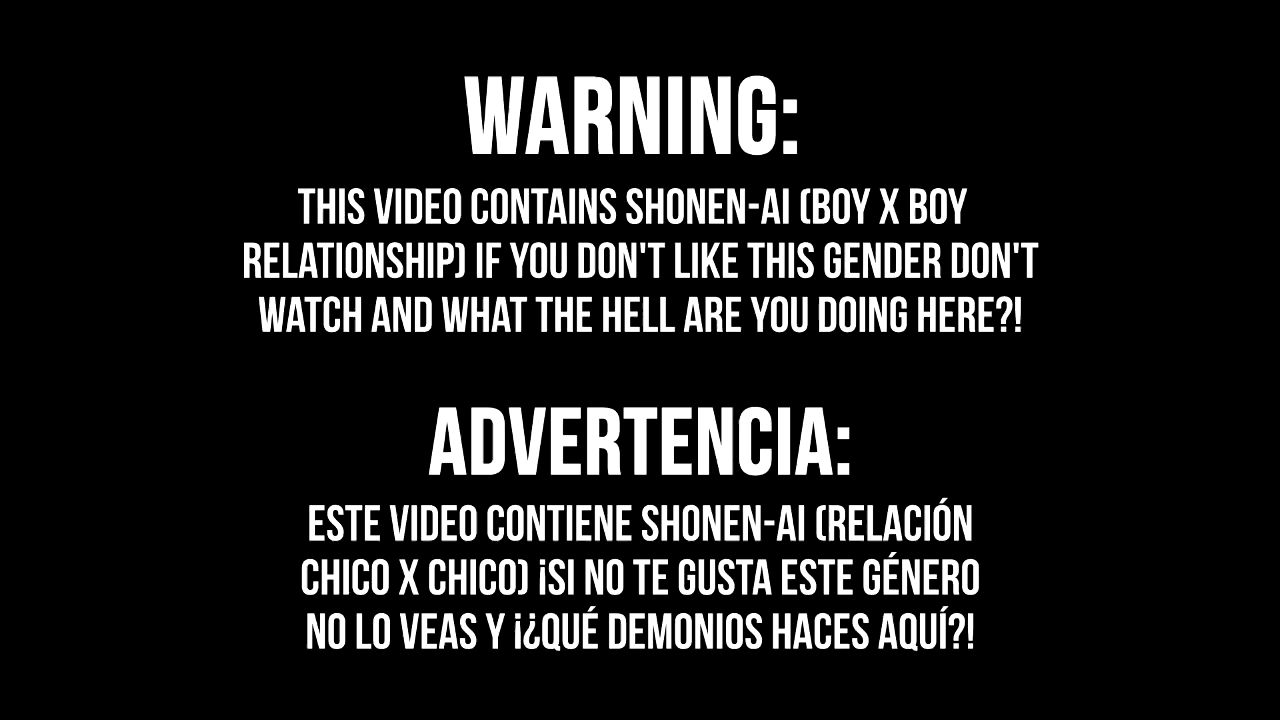 WARNING:
THIS VIDEO CONTAINS SHONEN-AI (BOY X BOY
RELATIONSHIP) IF YOU DON'T LIKE THIS GENDER DON'T
WATCH AND WHAT THE HELL ARE YOU DOING HERE?!
ADVERTENCIA:
ESTE VIDEO CONTIENE SHONEN-AI (RELACIÓN
CHICO X CHICO) ¡SI NO TE GUSTA ESTE GÉNERO
NO LO VEAS Y ¡¿QUÉ DEMONIOS HACES AQUÍ?!